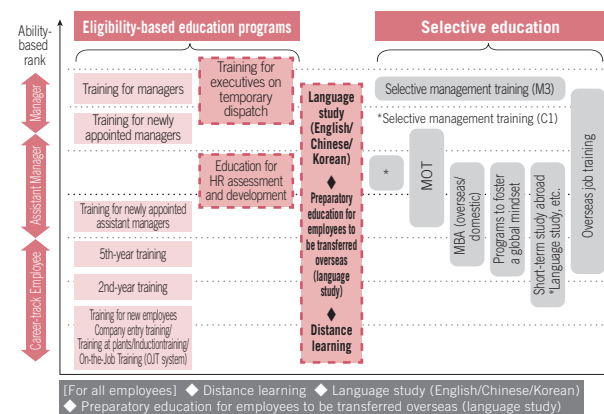 Ability-
based
rank
Eligibility-based education programs
Selective education
Manager
Assistant Manager
Career-track Employee
Training for managers
Training for newly
appointed managers
Training for newly appointed
assistant managers
5th-year training
2nd-year training
Training for new employees
Company entry training/
Training at plants/Inductiontraining/
On-the-Job Training (OJT system)
Training for
executives on
temporary
dispatch
Education for
HR assessment
and development
Language
study
(English/
Chinese/
Korean)
◆
Preparatory
education for
employees to
be transferred
overseas
(language
study)
◆
Distance
learning
Selective management training (M3)
*Selective management training (C1)
*
MOT
MBA (overseas/
domestic)
Programs to foster
a global mindset
Short-term study abroad
*Language study, etc.
Overseas job training
[For all employees] ◆ Distance learning ◆ Language study (English/Chinese/Korean)
◆ Preparatory education for employees to be transferred overseas (language study)